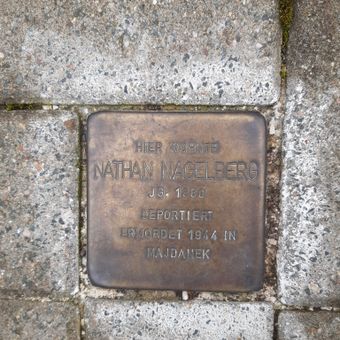 HIER WOHNTE
NATHAN NAGELBERG
JG.
DEPORTIERT
ERMORDET 1944 IN
MAJDANEK